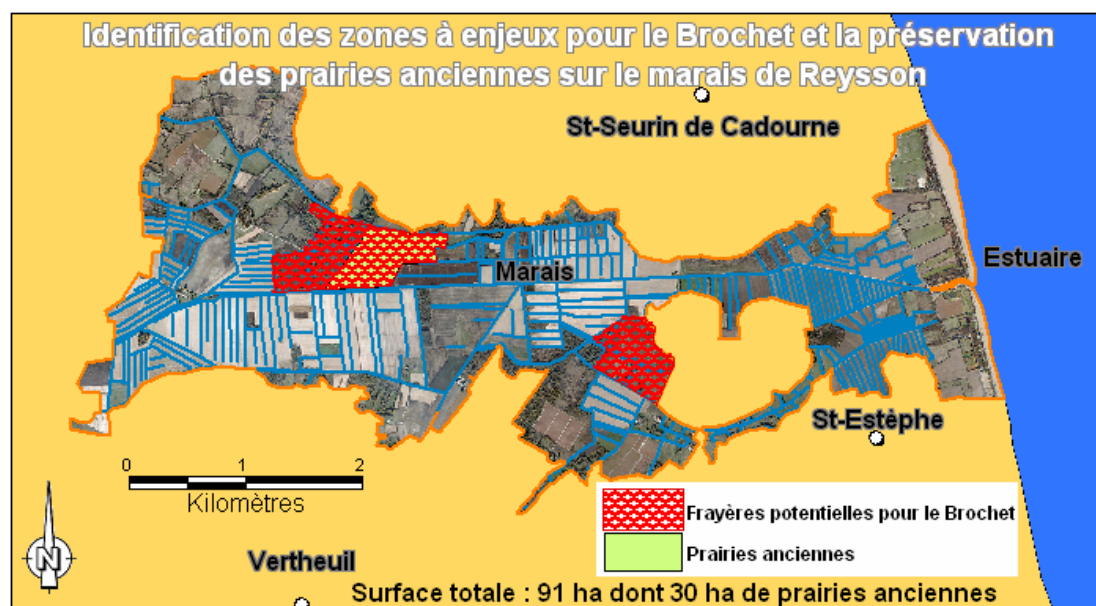 Identification des zones à enjeux pour le Brochet et la préservation
des prairies anciennes sur le marais de Reysson
St-Seurin de Cadourne
Estuaire
Marais
St-Estèphe
0 1 2
Kilomètres
N
Frayères potentielles pour le Brochet
Prairies anciennes
Vertheuil
Surface totale : 91 ha dont 30 ha de prairies anciennes